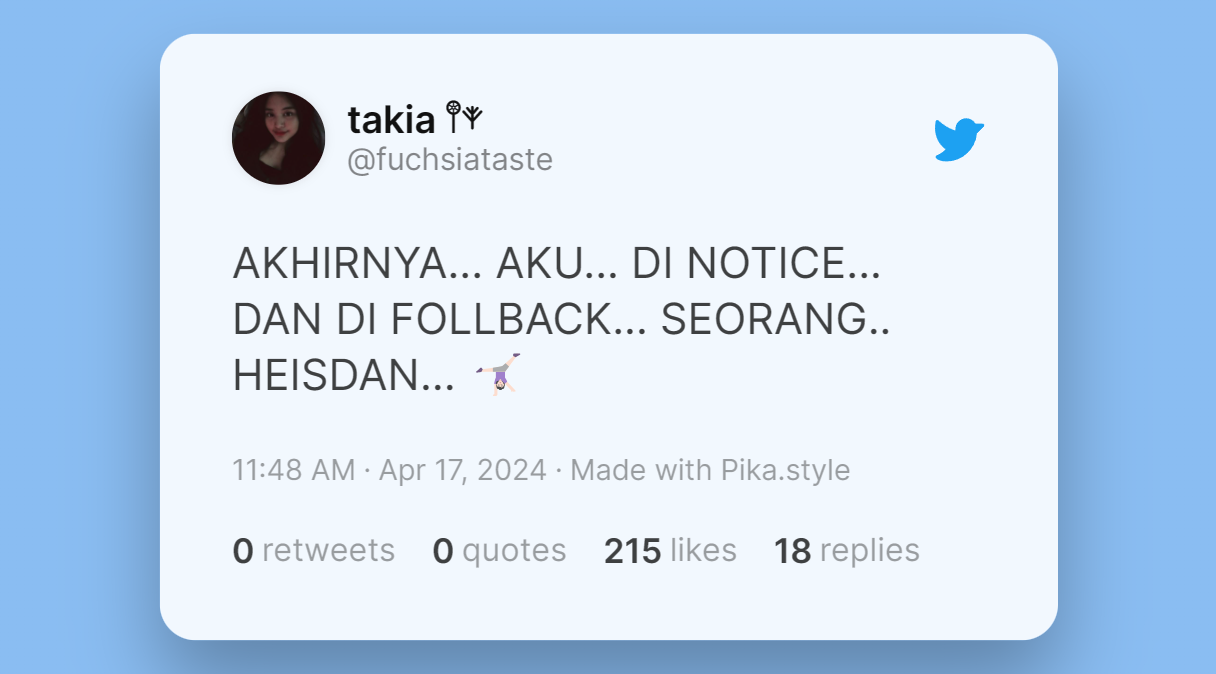 takia 𐀪𐀏
@fuchsiataste
AKHIRNYA... AKU... DI NOTICE...
DAN DI FOLLBACK... SEORANG..
HEISDAN... 🤸🏻‍♀️
11:48 AM · Apr 17, 2024 · Made with Pika.style
0 retweets 0 quotes 215 likes 18 replies